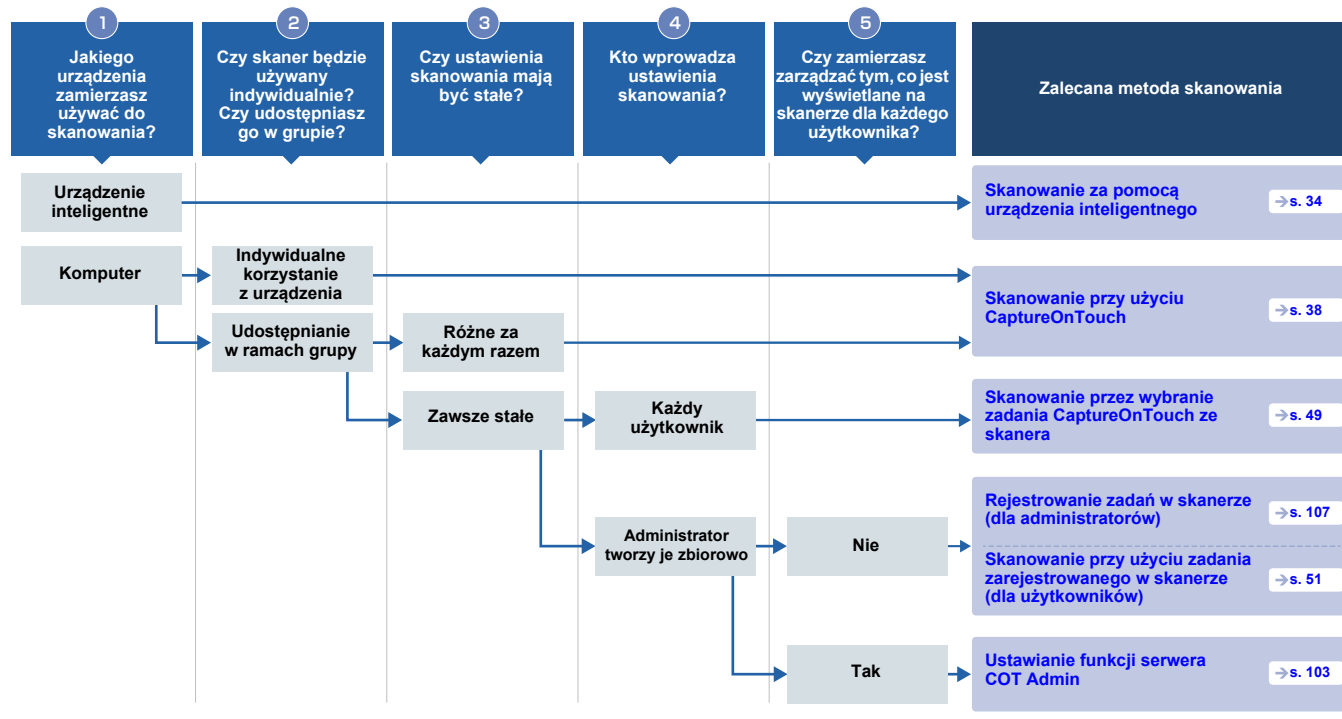 1
Jakiego
urządzenia
zamierzasz
używać do
skanowania?
2
Czy skaner będzie
używany
indywidualnie?
Czy udostępniasz
go w grupie?
3
Czy ustawienia
skanowania mają
być stałe?
4
Kto wprowadza
ustawienia
skanowania?
5
Czy zamierzasz
zarządzać tym, co jest
wyświetlane na
skanerze dla każdego
użytkownika?
Zalecana metoda skanowania
Urządzenie
inteligentne
Skanowanie za pomocą
urządzenia inteligentnego
→s. 34
Komputer
Indywidualne
korzystanie
z urządzenia
Skanowanie przy użyciu
CaptureOnTouch
→s. 38
Udostępnianie
w ramach grupy
Różne za
każdym razem
Zawsze stałe
Każdy
użytkownik
Skanowanie przez wybranie
zadania CaptureOnTouch ze
skanera
→s. 49
Administrator
tworzy je zbiorowo
Nie
Rejestrowanie zadań w skanerze
(dla administratorów)
→s. 107
Skanowanie przy użyciu zadania
zarejestrowanego w skanerze
(dla użytkowników)
→s. 51
Tak
Ustawianie funkcji serwera
COT Admin
→s. 103